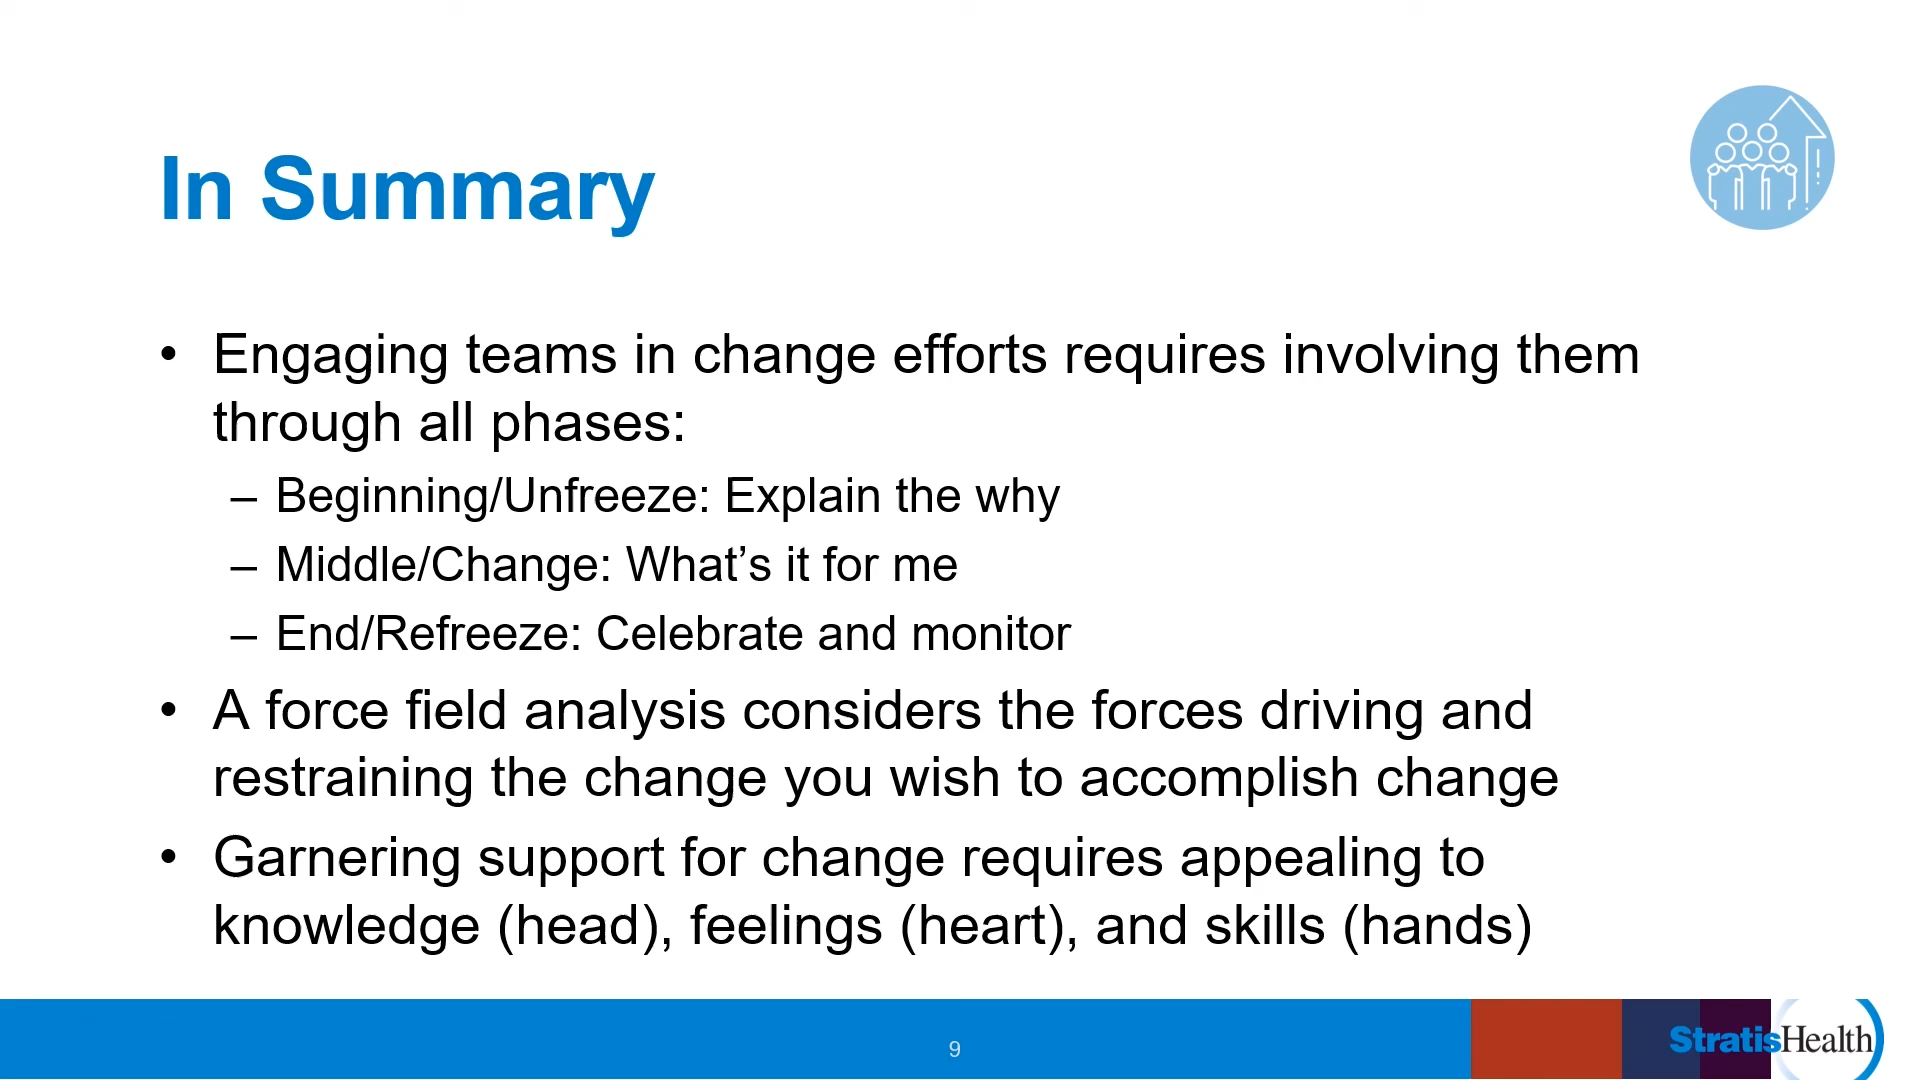 In Summary
• Engaging teams in change efforts requires involving them
through all phases:
– Beginning/Unfreeze: Explain the why
– Middle/Change: What’s it for me
– End/Refreeze: Celebrate and monitor
• A force field analysis considers the forces driving and
restraining the change you wish to accomplish change
• Garnering support for change requires appealing to
knowledge (head), feelings (heart), and skills (hands)
9
StratisHealth